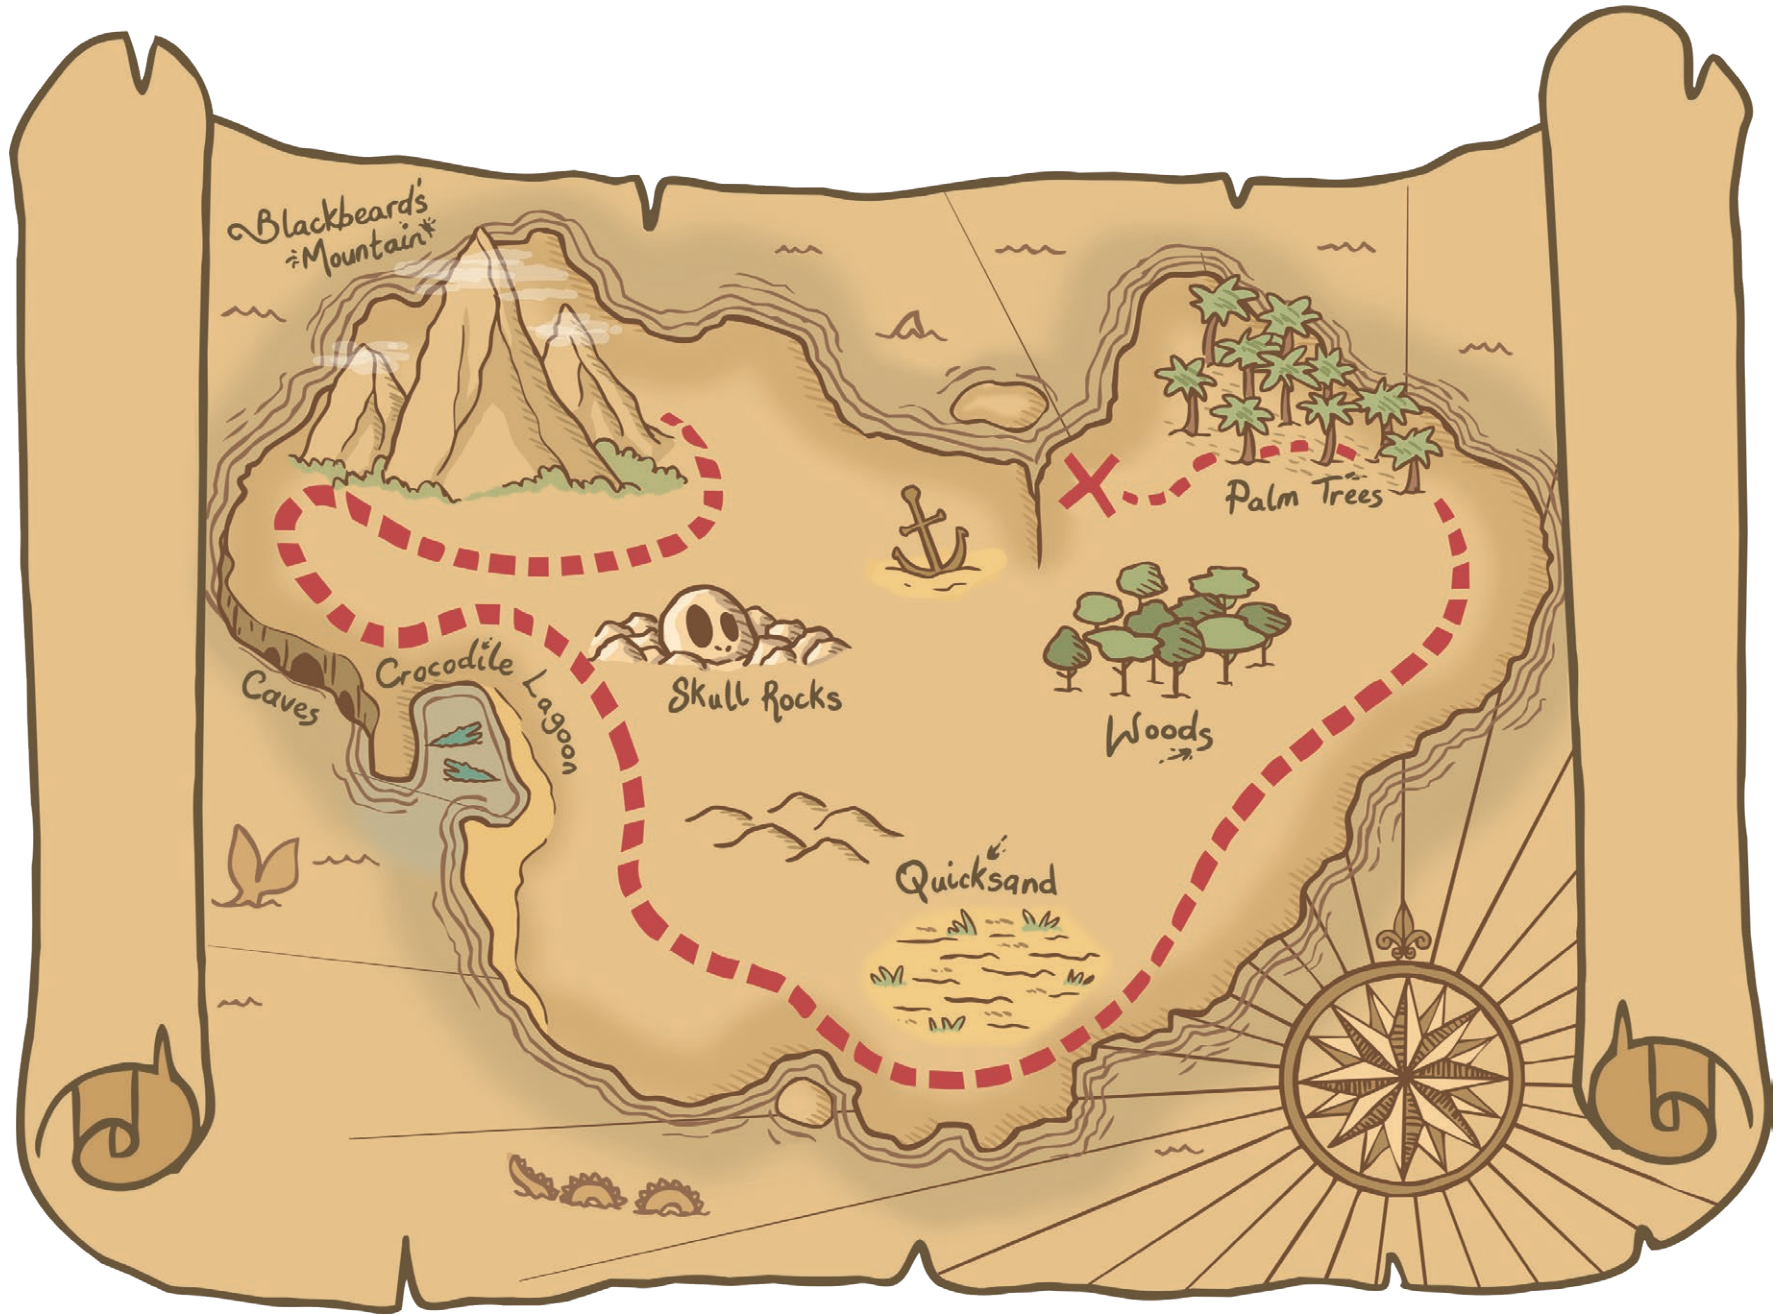 Blackbeard's
Mountain
Palm Trees
Crocodile Lagoon
Caves
Skull Rocks
Woods
Quicksand